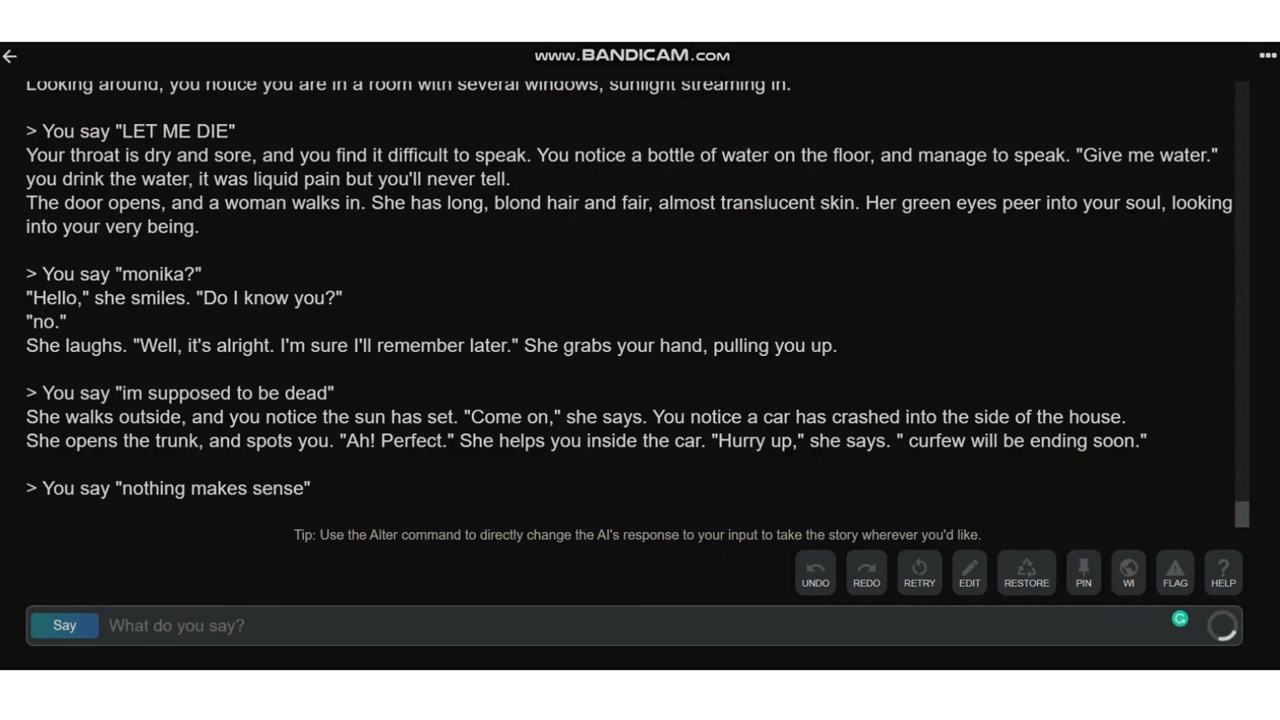 www.BANDICAM.com
Looking around, you notice you are in a room with several windows, sunlight streaming in.
> You say "LET ME DIE"
Your throat is dry and sore, and you find it difficult to speak. You notice a bottle of water on the floor, and manage to speak. "Give me water."
you drink the water, it was liquid pain but you'll never tell.
The door opens, and a woman walks in. She has long, blond hair and fair, almost translucent skin. Her green eyes peer into your soul, looking
into your very being.
> You say "monika?"
"Hello," she smiles. "Do I know you?"
"no."
She laughs. "Well, it's alright. I'm sure I'll remember later." She grabs your hand, pulling you up.
> You say "im supposed to be dead"
She walks outside, and you notice the sun has set. "Come on," she says. You notice a car has crashed into the side of the house.
She opens the trunk, and spots you. "Ah! Perfect." She helps you inside the car. "Hurry up," she says. " curfew will be ending soon."
> You say "nothing makes sense"
Tip: Use the Alter command to directly change the AI's response to your input to take the story wherever you'd like.
UNDO REDO RETRY EDIT RESTORE PIN WI FLAG HELP
Say What do you say?